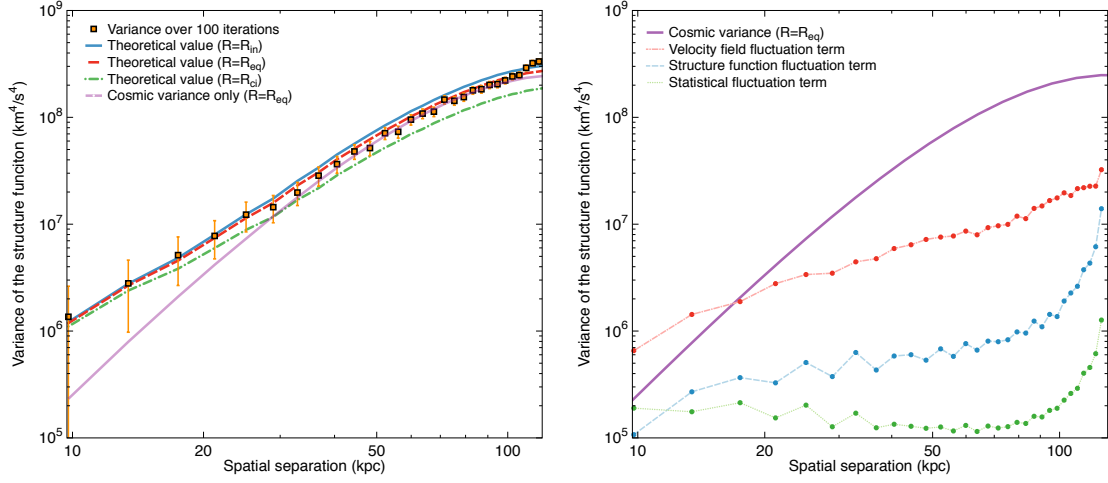 10⁹
10⁸
10⁷
10⁶
10⁵
Variance of the structure function (km⁴/s⁴)
Variance over 100 iterations
Theoretical value (R=Rᵢₙ)
Theoretical value (R=R_eq)
Theoretical value (R=R_ci)
Cosmic variance only (R=R_eq)
10
20
50
100
Spatial separation (kpc)
10⁹
10⁸
10⁷
10⁶
10⁵
Variance of the structure function (km⁴/s⁴)
Cosmic variance (R=R_eq)
Velocity field fluctuation term
Structure function fluctuation term
Statistical fluctuation term
10
20
50
100
Spatial separation (kpc)